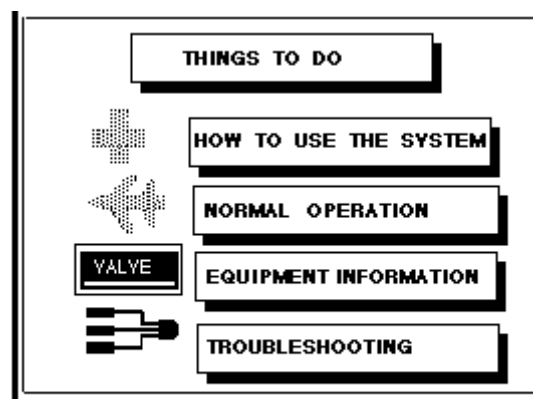 THINGS TO DO
HOW TO USE THE SYSTEM
NORMAL OPERATION
VALVE
EQUIPMENT INFORMATION
TROUBLESHOOTING